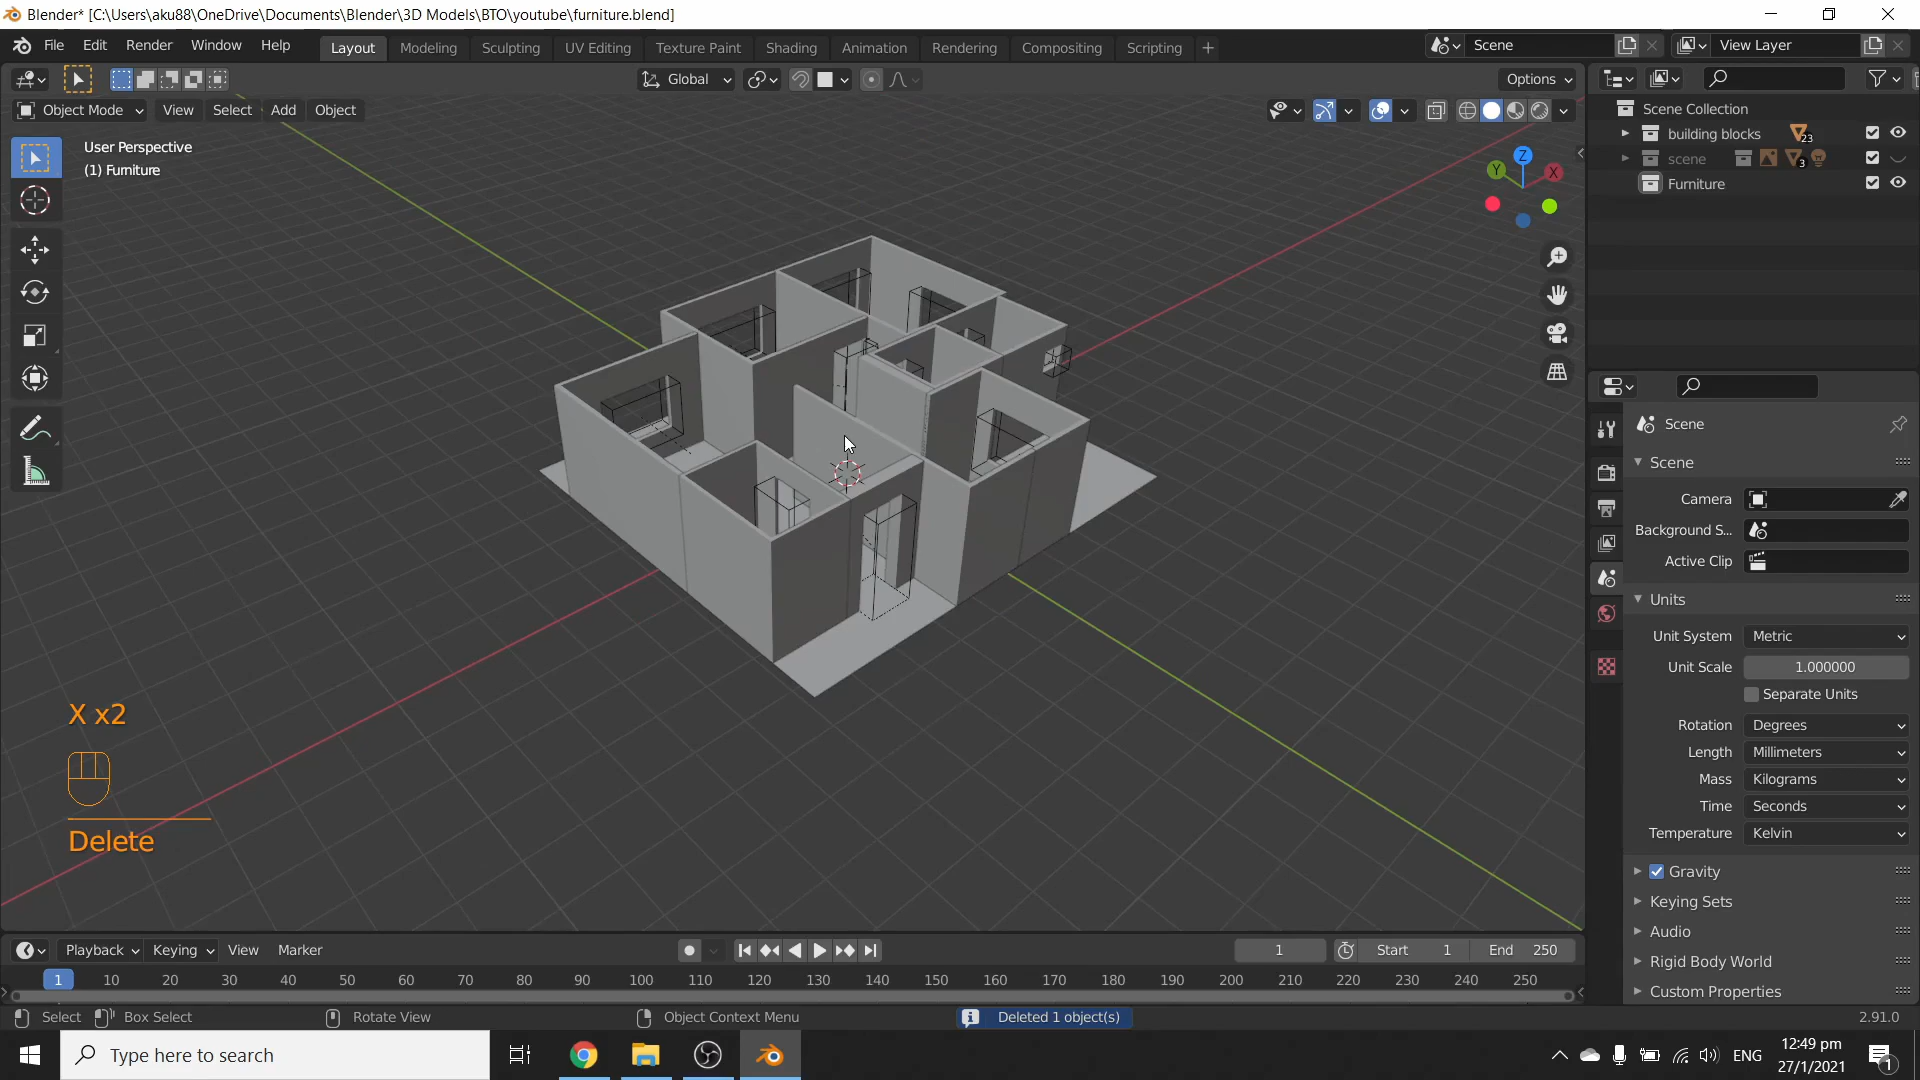 Blender* [C:\Users\aku88\OneDrive\Documents\Blender\3D Models\BTO\youtube\furniture.blend]
File Edit Render Window Help Layout Modeling Sculpting UV Editing Texture Paint Shading Animation Rendering Compositing Scripting + Scene View Layer
Global Options
Object Mode View Select Add Object
Scene Collection
building blocks 23
scene 3
Furniture
User Perspective
(1) Furniture
Z
Y
X
Scene
Scene
Camera
Background S...
Active Clip
Units
Unit System Metric
Unit Scale 1.000000
Separate Units
Rotation Degrees
Length Millimeters
Mass Kilograms
Time Seconds
Temperature Kelvin
Gravity
Keying Sets
Audio
Rigid Body World
Custom Properties
X x2
Delete
Playback Keying View Marker 1 Start 1 End 250
1 10 20 30 40 50 60 70 80 90 100 110 120 130 140 150 160 170 180 190 200 210 220 230 240 250
Select Box Select Rotate View Object Context Menu Deleted 1 object(s) 2.91.0
Type here to search
ENG
12:49 pm
27/1/2021
1